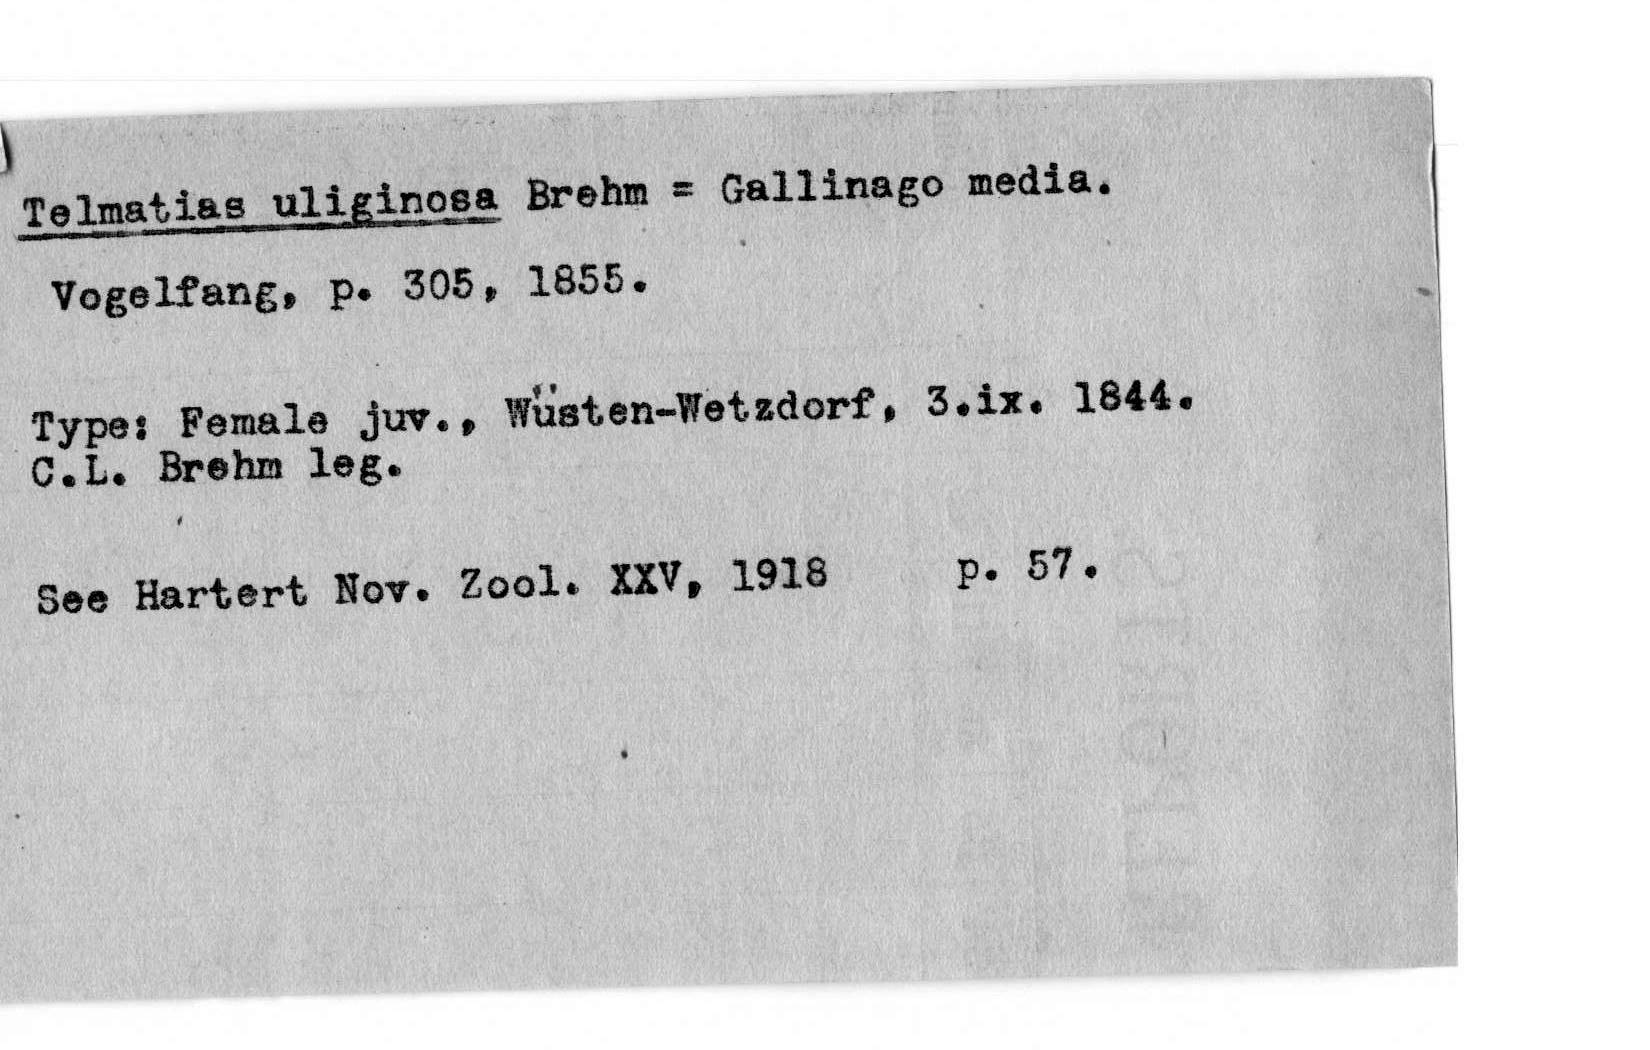 Telmatias uliginosa Brehm = Gallinago media.
Vogelfang, p. 305, 1855.
Type: Female juv., Wüsten-Wetzdorf, 3.ix. 1844.
C.L. Brehm leg.
See Hartert Nov. Zool. XXV, 1918 p. 57.